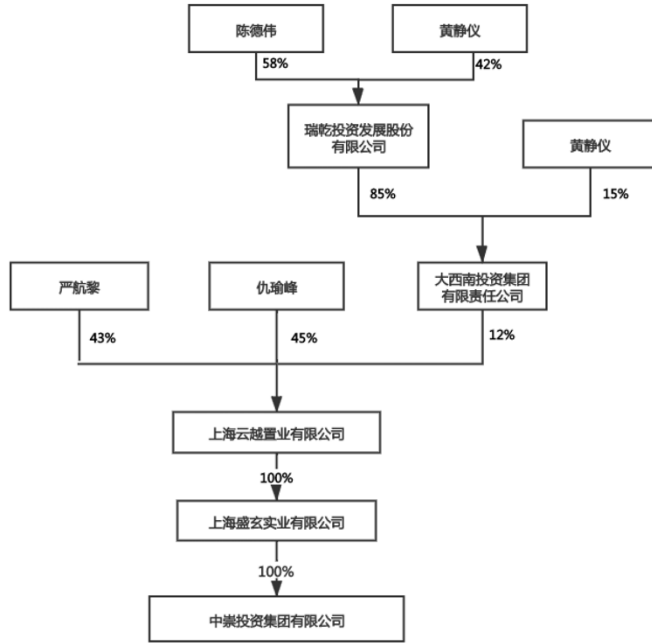 陈德伟
黄静仪
58%
42%
瑞乾投资发展股份
有限公司
黄静仪
85%
15%
严航黎
仇瑜峰
大西南投资集团
有限责任公司
43%
45%
12%
上海云越置业有限公司
100%
上海盛玄实业有限公司
100%
中崇投资集团有限公司